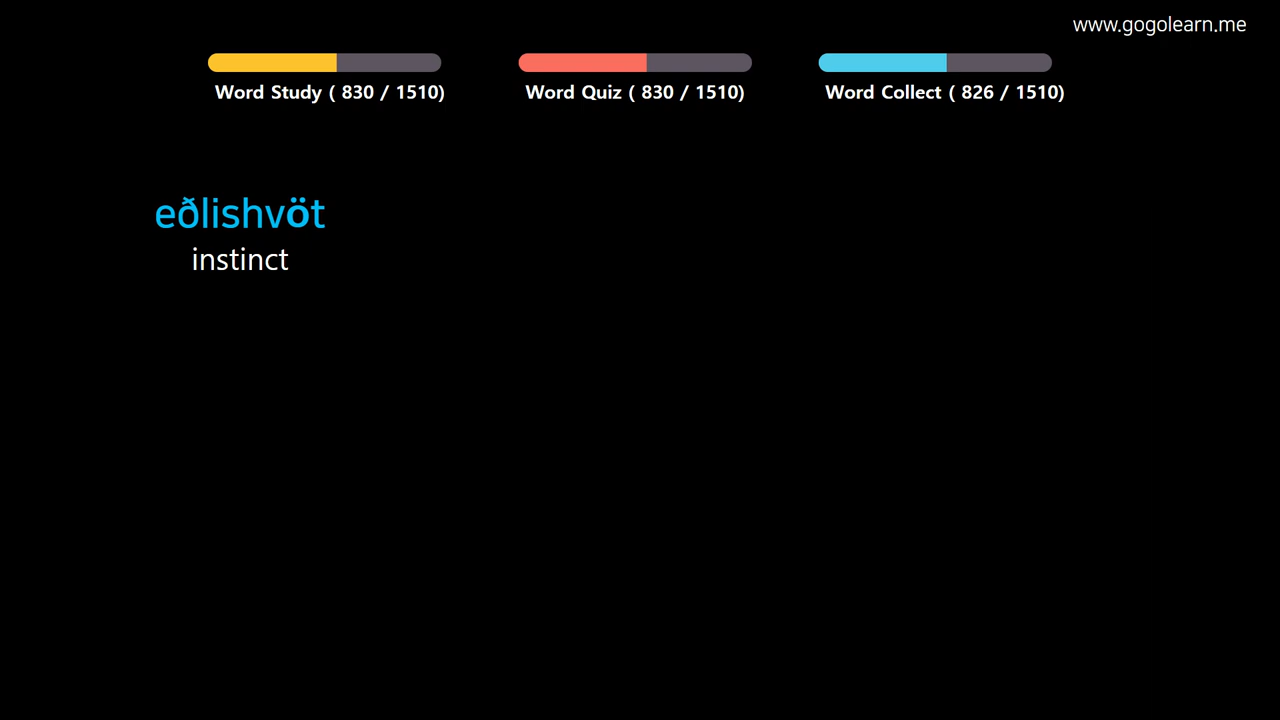 www.gogolearn.me
Word Study ( 830 / 1510)
Word Quiz ( 830 / 1510)
Word Collect ( 826 / 1510)
eðlishvöt
instinct